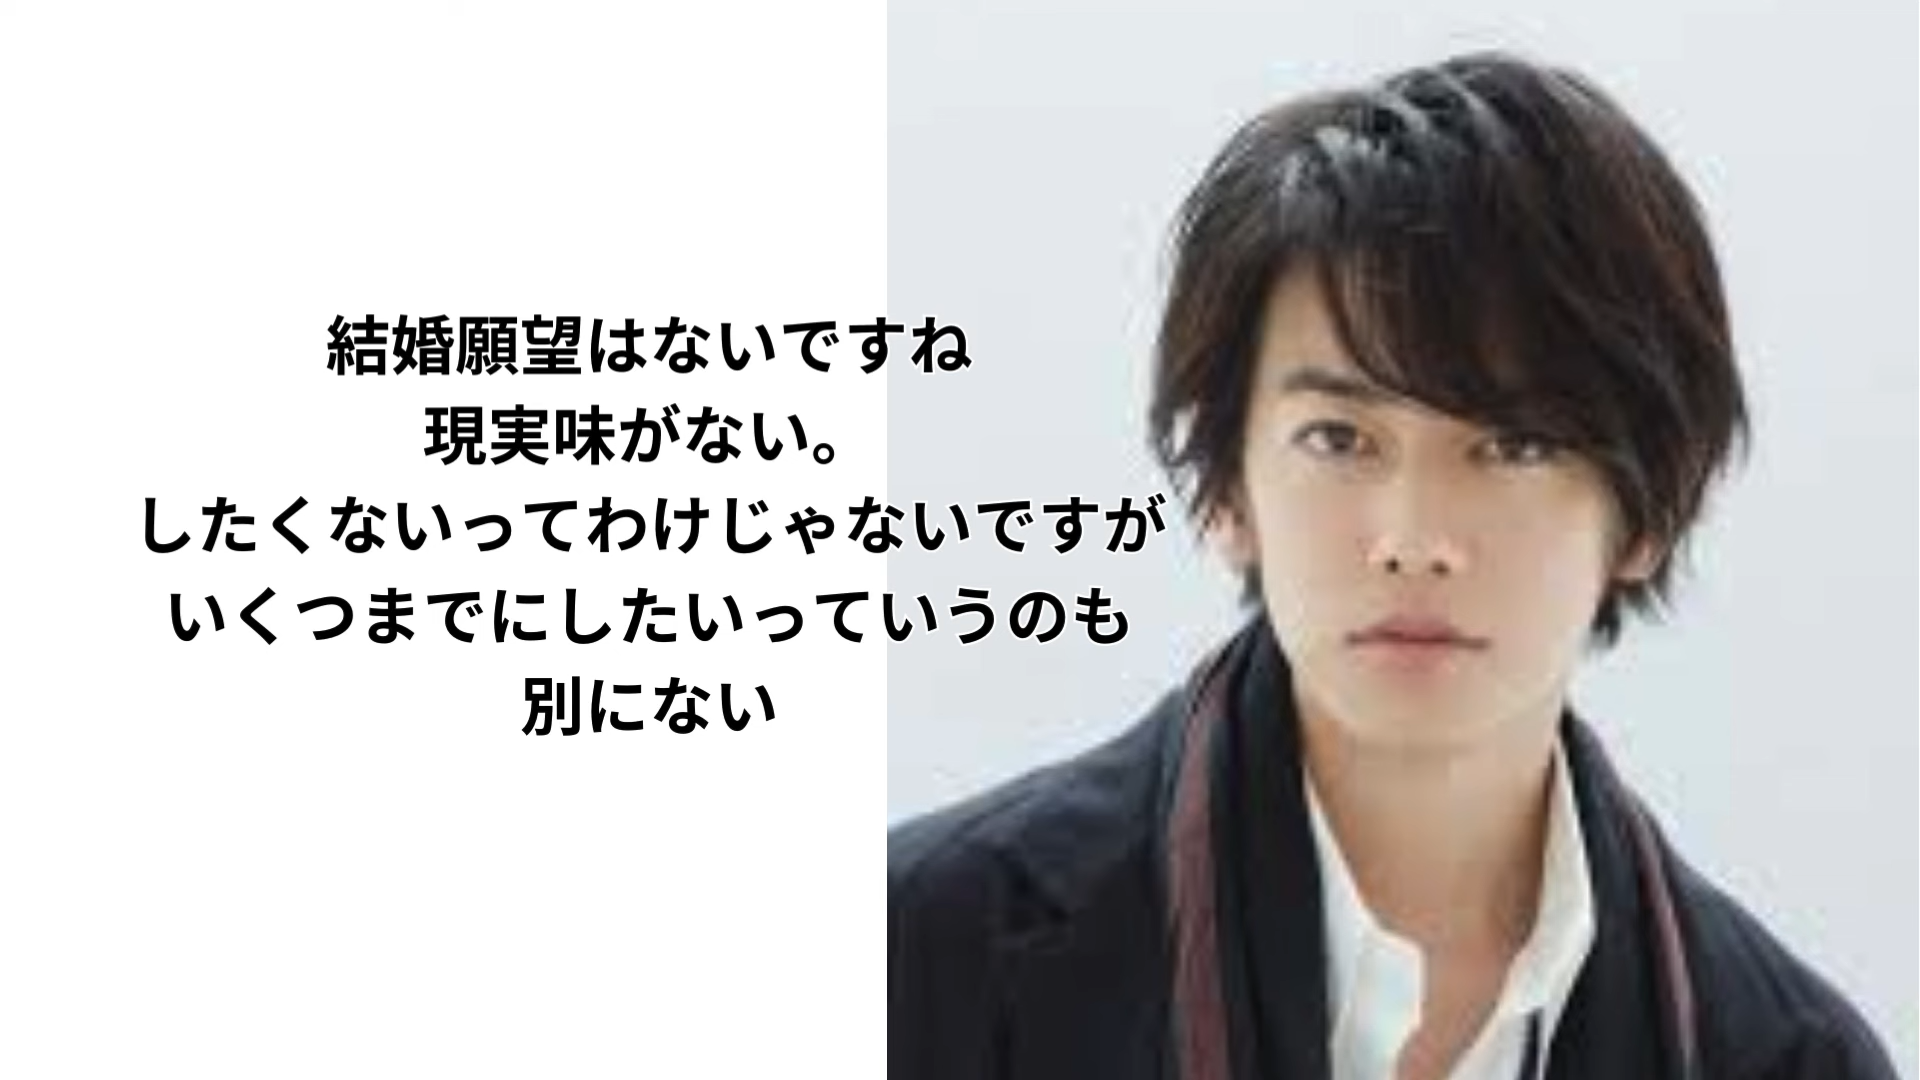 結婚願望はないですね
現実味がない。
したくないってわけじゃないですが
いくつまでにしたいっていうのも
別にない